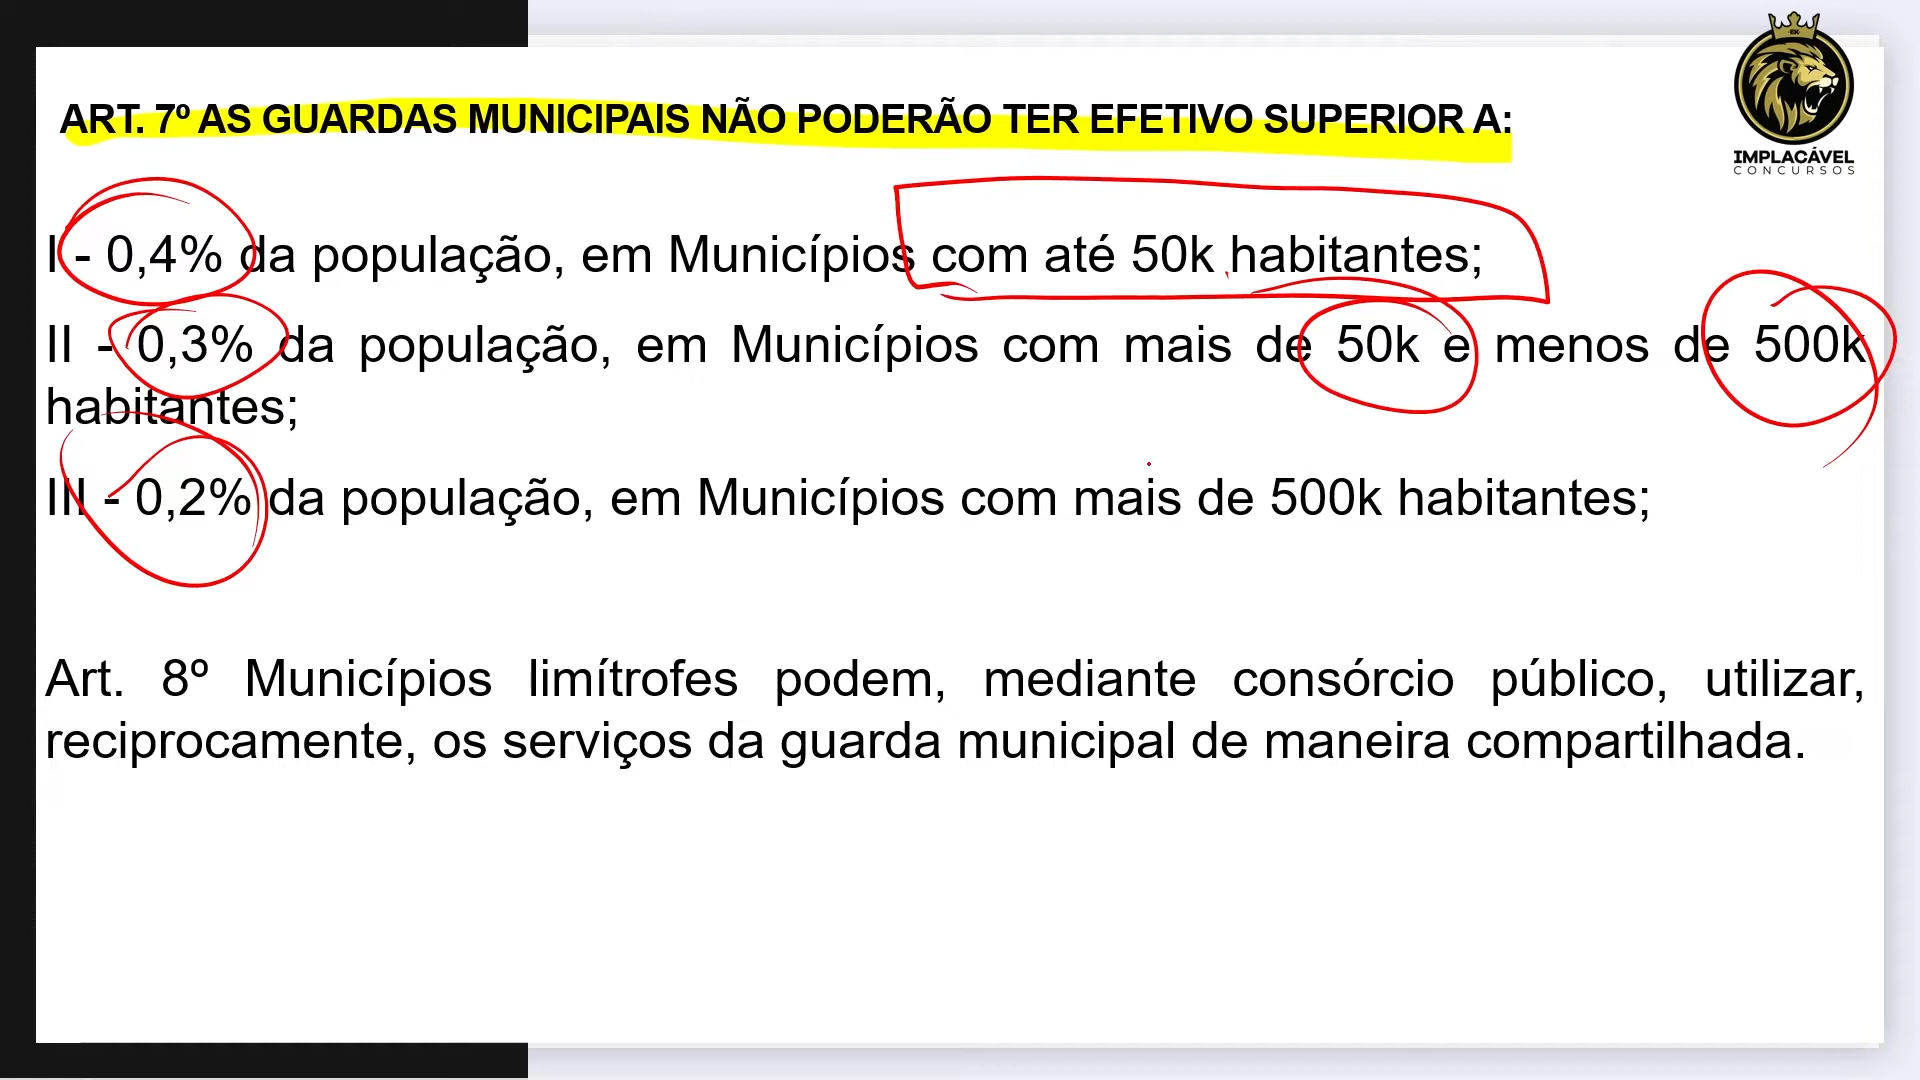 IMPLACÁVEL
CONCURSOS
ART. 7º AS GUARDAS MUNICIPAIS NÃO PODERÃO TER EFETIVO SUPERIOR A:
I - 0,4% da população, em Municípios com até 50k habitantes;
II - 0,3% da população, em Municípios com mais de 50k e menos de 500k
habitantes;
III - 0,2% da população, em Municípios com mais de 500k habitantes;
Art. 8º Municípios limítrofes podem, mediante consórcio público, utilizar,
reciprocamente, os serviços da guarda municipal de maneira compartilhada.